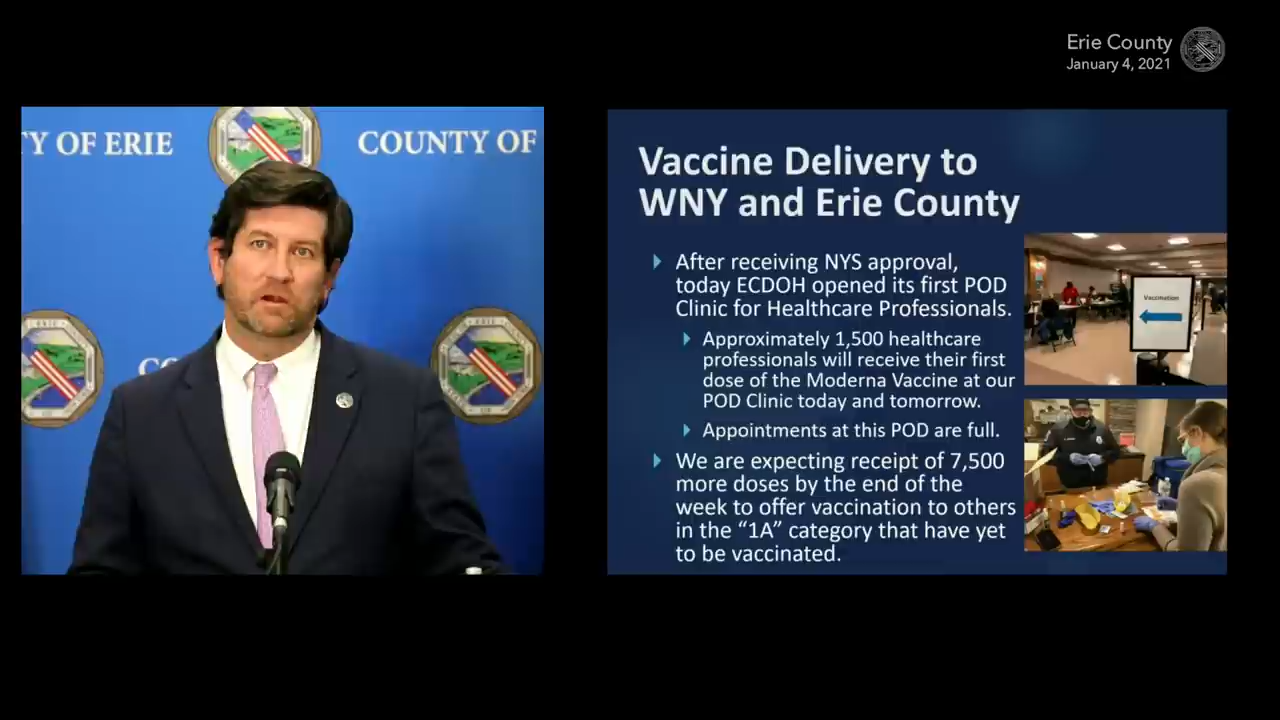 Erie County
January 4, 2021
TY OF ERIE
COUNTY OF
Vaccine Delivery to
WNY and Erie County
After receiving NYS approval,
today ECDOH opened its first POD
Clinic for Healthcare Professionals.
Approximately 1,500 healthcare
professionals will receive their first
dose of the Moderna Vaccine at our
POD Clinic today and tomorrow.
Appointments at this POD are full.
We are expecting receipt of 7,500
more doses by the end of the
week to offer vaccination to others
in the “1A” category that have yet
to be vaccinated.
Vaccination